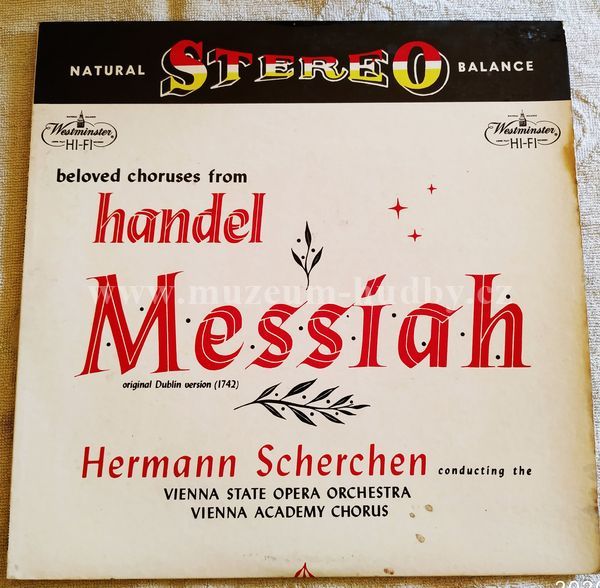 NATURAL STEREO BALANCE
Westminster Westminster
HI-FI HI-FI
beloved choruses from
handel
Messiah
www.muzeum-hudby.cz
original Dublin version (1742)
Hermann Scherchen conducting the
VIENNA STATE OPERA ORCHESTRA
VIENNA ACADEMY CHORUS